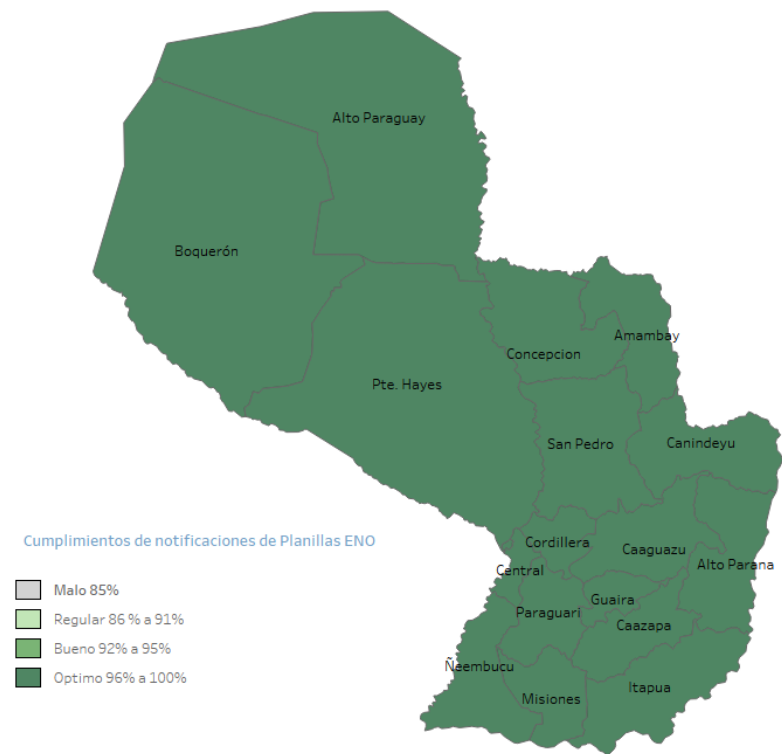 Alto Paraguay
Boquerón
Amambay
Concepcion
Pte. Hayes
San Pedro
Canindeyu
Cumplimientos de notificaciones de Planillas ENO
Cordillera
Caaguazu
Alto Parana
Central
Malo 85%
Guaira
Regular 86 % a 91%
Paraguari
Caazapa
Bueno 92% a 95%
Ñeembucu
Optimo 96% a 100%
Itapua
Misiones